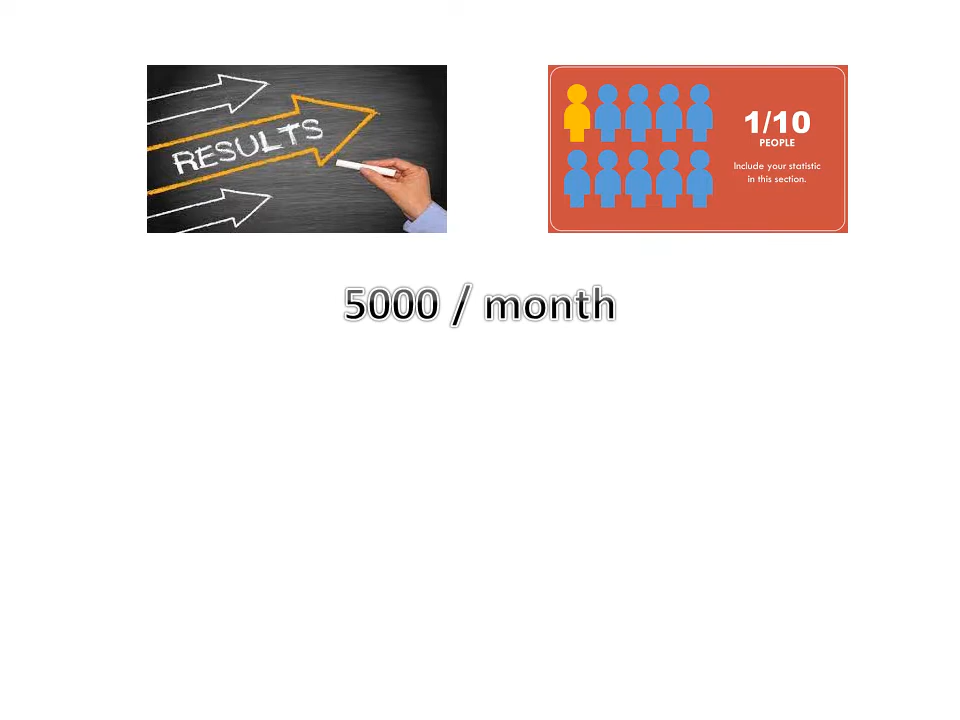 RESULTS
1/10
PEOPLE
Include your statistic
in this section.
5000 / month